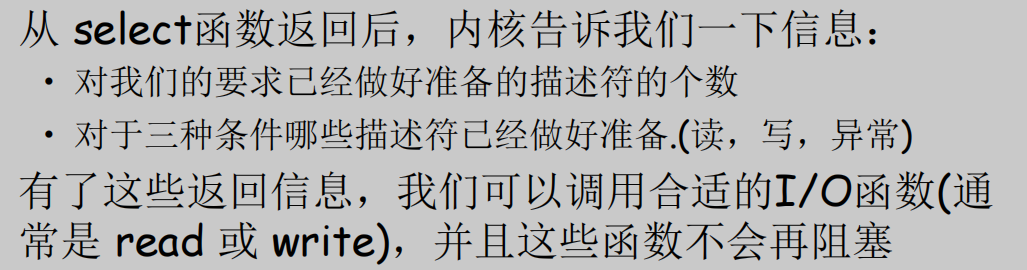 从 select函数返回后，内核告诉我们一下信息：
• 对我们的要求已经做好准备的描述符的个数
• 对于三种条件哪些描述符已经做好准备.(读，写，异常)
有了这些返回信息，我们可以调用合适的I/O函数(通
常是 read 或 write)，并且这些函数不会再阻塞